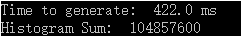 Time to generate:  422.0 ms
Histogram Sum:  104857600